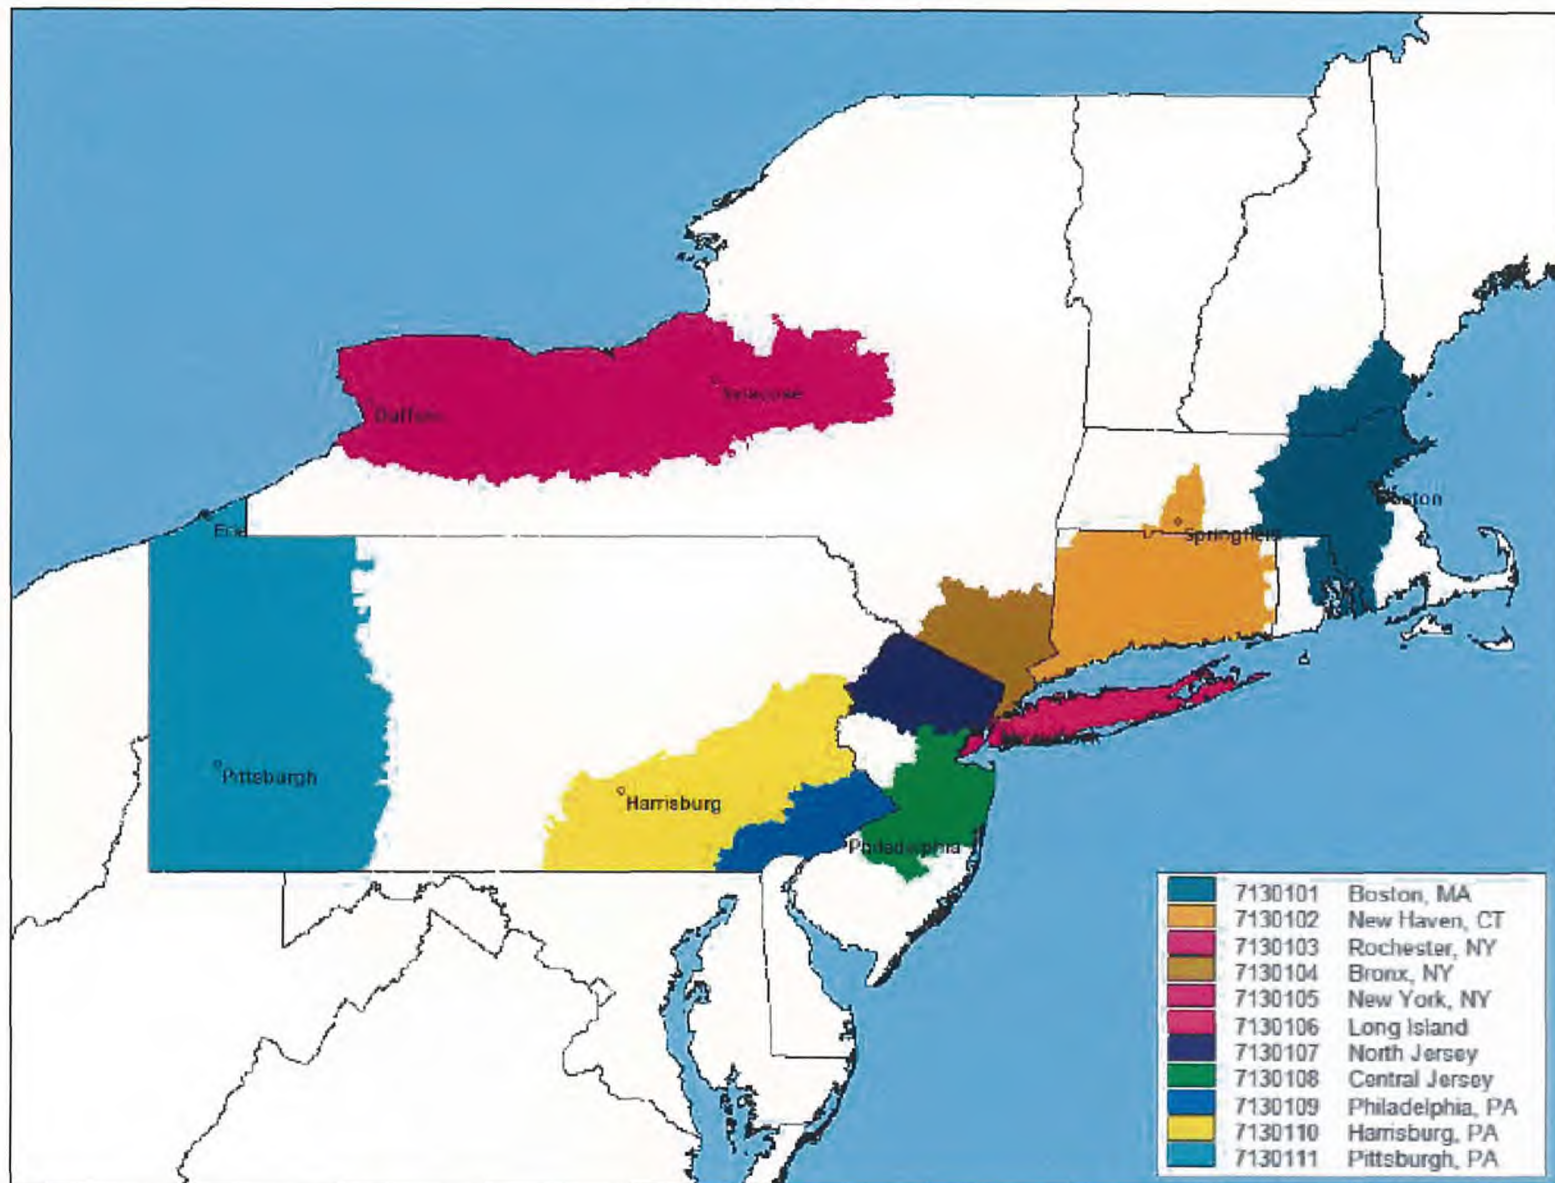 Syracuse
Buffalo
Boston
Erie
Springfield
Pittsburgh
Harrisburg
Philadelphia
7130101 Boston, MA
7130102 New Haven, CT
7130103 Rochester, NY
7130104 Bronx, NY
7130105 New York, NY
7130106 Long Island
7130107 North Jersey
7130108 Central Jersey
7130109 Philadelphia, PA
7130110 Harrisburg, PA
7130111 Pittsburgh, PA